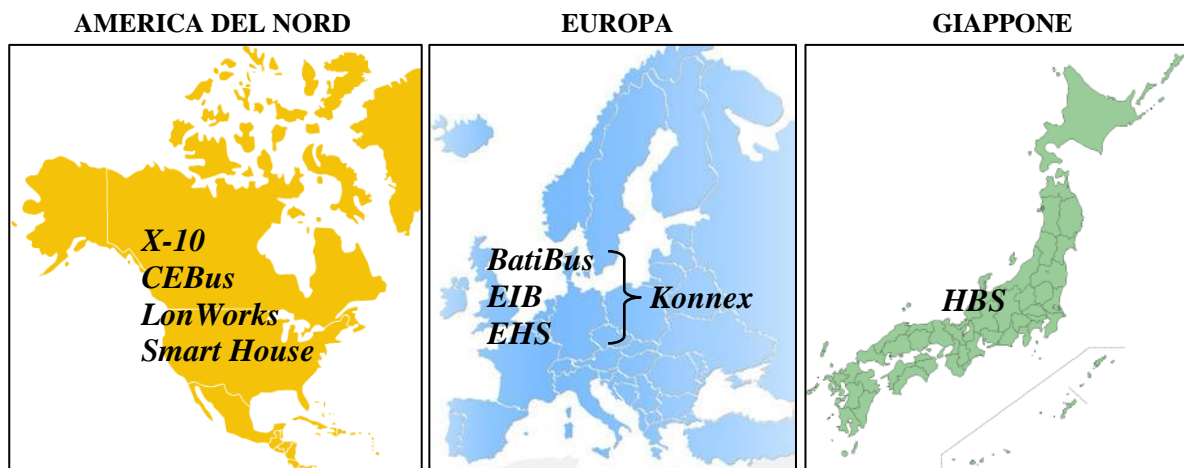 AMERICA DEL NORD
X-10
CEBus
LonWorks
Smart House
EUROPA
BatiBus
EIB
EHS
Konnex
GIAPPONE
HBS